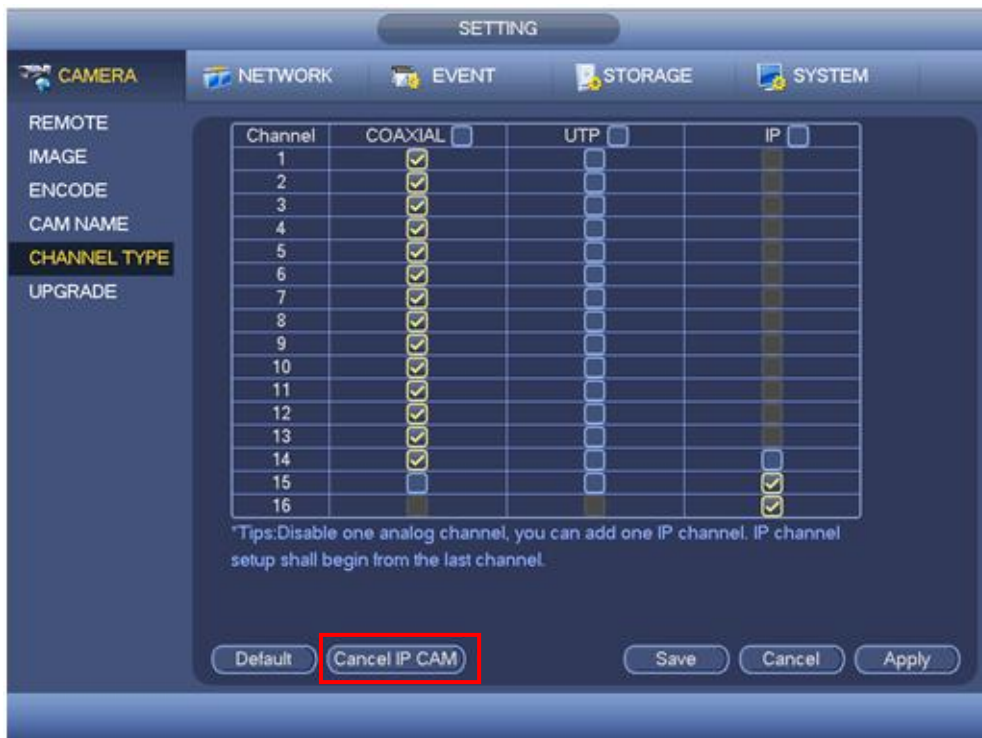 SETTING
CAMERA NETWORK EVENT STORAGE SYSTEM
REMOTE
IMAGE
ENCODE
CAM NAME
CHANNEL TYPE
UPGRADE
Channel COAXIAL UTP IP
1
2
3
4
5
6
7
8
9
10
11
12
13
14
15
16
*Tips:Disable one analog channel, you can add one IP channel. IP channel
setup shall begin from the last channel.
Default Cancel IP CAM Save Cancel Apply